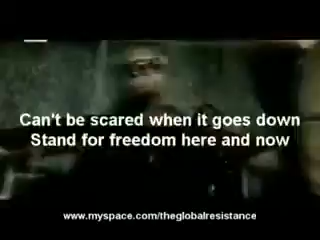 Can't be scared when it goes down
Stand for freedom here and now
www.myspace.com/theglobalresistance